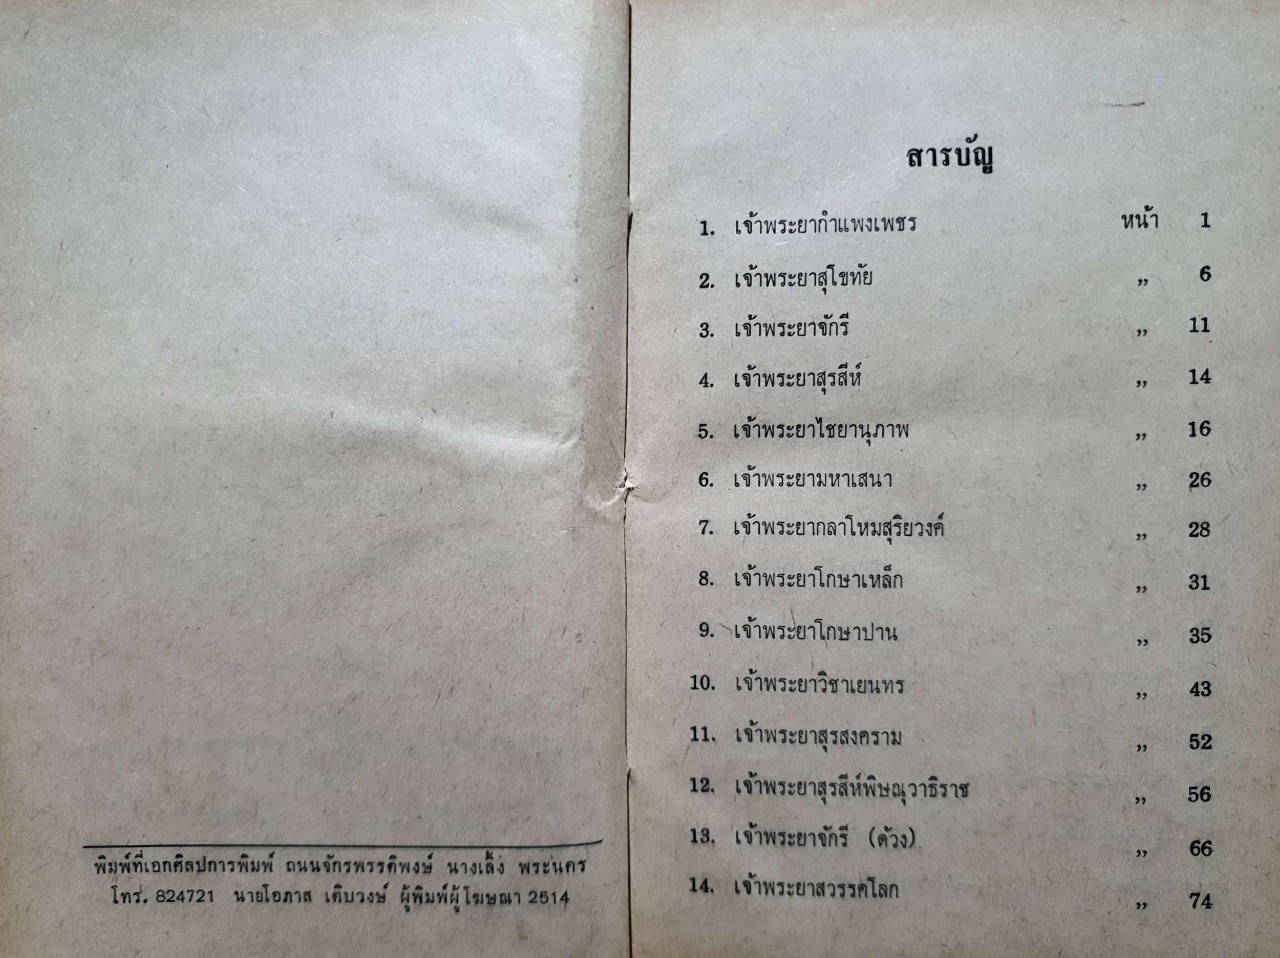 พิมพ์ที่เอกศิลปการพิมพ์ ถนนจักรพรรดิพงษ์ นางเลิ้ง พระนคร
โทร. 824721 นายโอภาส เติบวงษ์ ผู้พิมพ์ผู้โฆษณา 2514
สารบัญ
1. เจ้าพระยากำแพงเพชร หน้า 1
2. เจ้าพระยาสุโขทัย ,, 6
3. เจ้าพระยาจักรี ,, 11
4. เจ้าพระยาสุรสีห์ ,, 14
5. เจ้าพระยาไชยานุภาพ ,, 16
6. เจ้าพระยามหาเสนา ,, 26
7. เจ้าพระยากลาโหมสุริยวงค์ ,, 28
8. เจ้าพระยาโกษาเหล็ก ,, 31
9. เจ้าพระยาโกษาปาน ,, 35
10. เจ้าพระยาวิชาเยนทร ,, 43
11. เจ้าพระยาสุรสงคราม ,, 52
12. เจ้าพระยาสุรสีห์พิษณุวาธิราช ,, 56
13. เจ้าพระยาจักรี (ด้วง) ,, 66
14. เจ้าพระยาสวรรคโลก ,, 74